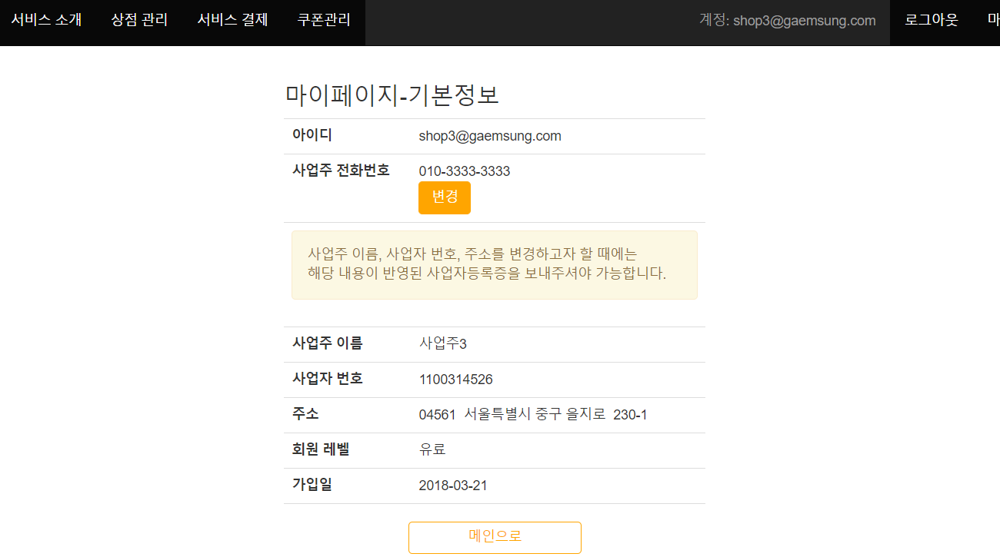 서비스 소개 상점 관리 서비스 결제 쿠폰관리 계정: shop3@gaemsung.com 로그아웃 마
마이페이지-기본정보
아이디 shop3@gaemsung.com
사업주 전화번호 010-3333-3333
변경
사업주 이름, 사업자 번호, 주소를 변경하고자 할 때에는
해당 내용이 반영된 사업자등록증을 보내주셔야 가능합니다.
사업주 이름 사업주3
사업자 번호 1100314526
주소 04561 서울특별시 중구 을지로 230-1
회원 레벨 유료
가입일 2018-03-21
메인으로